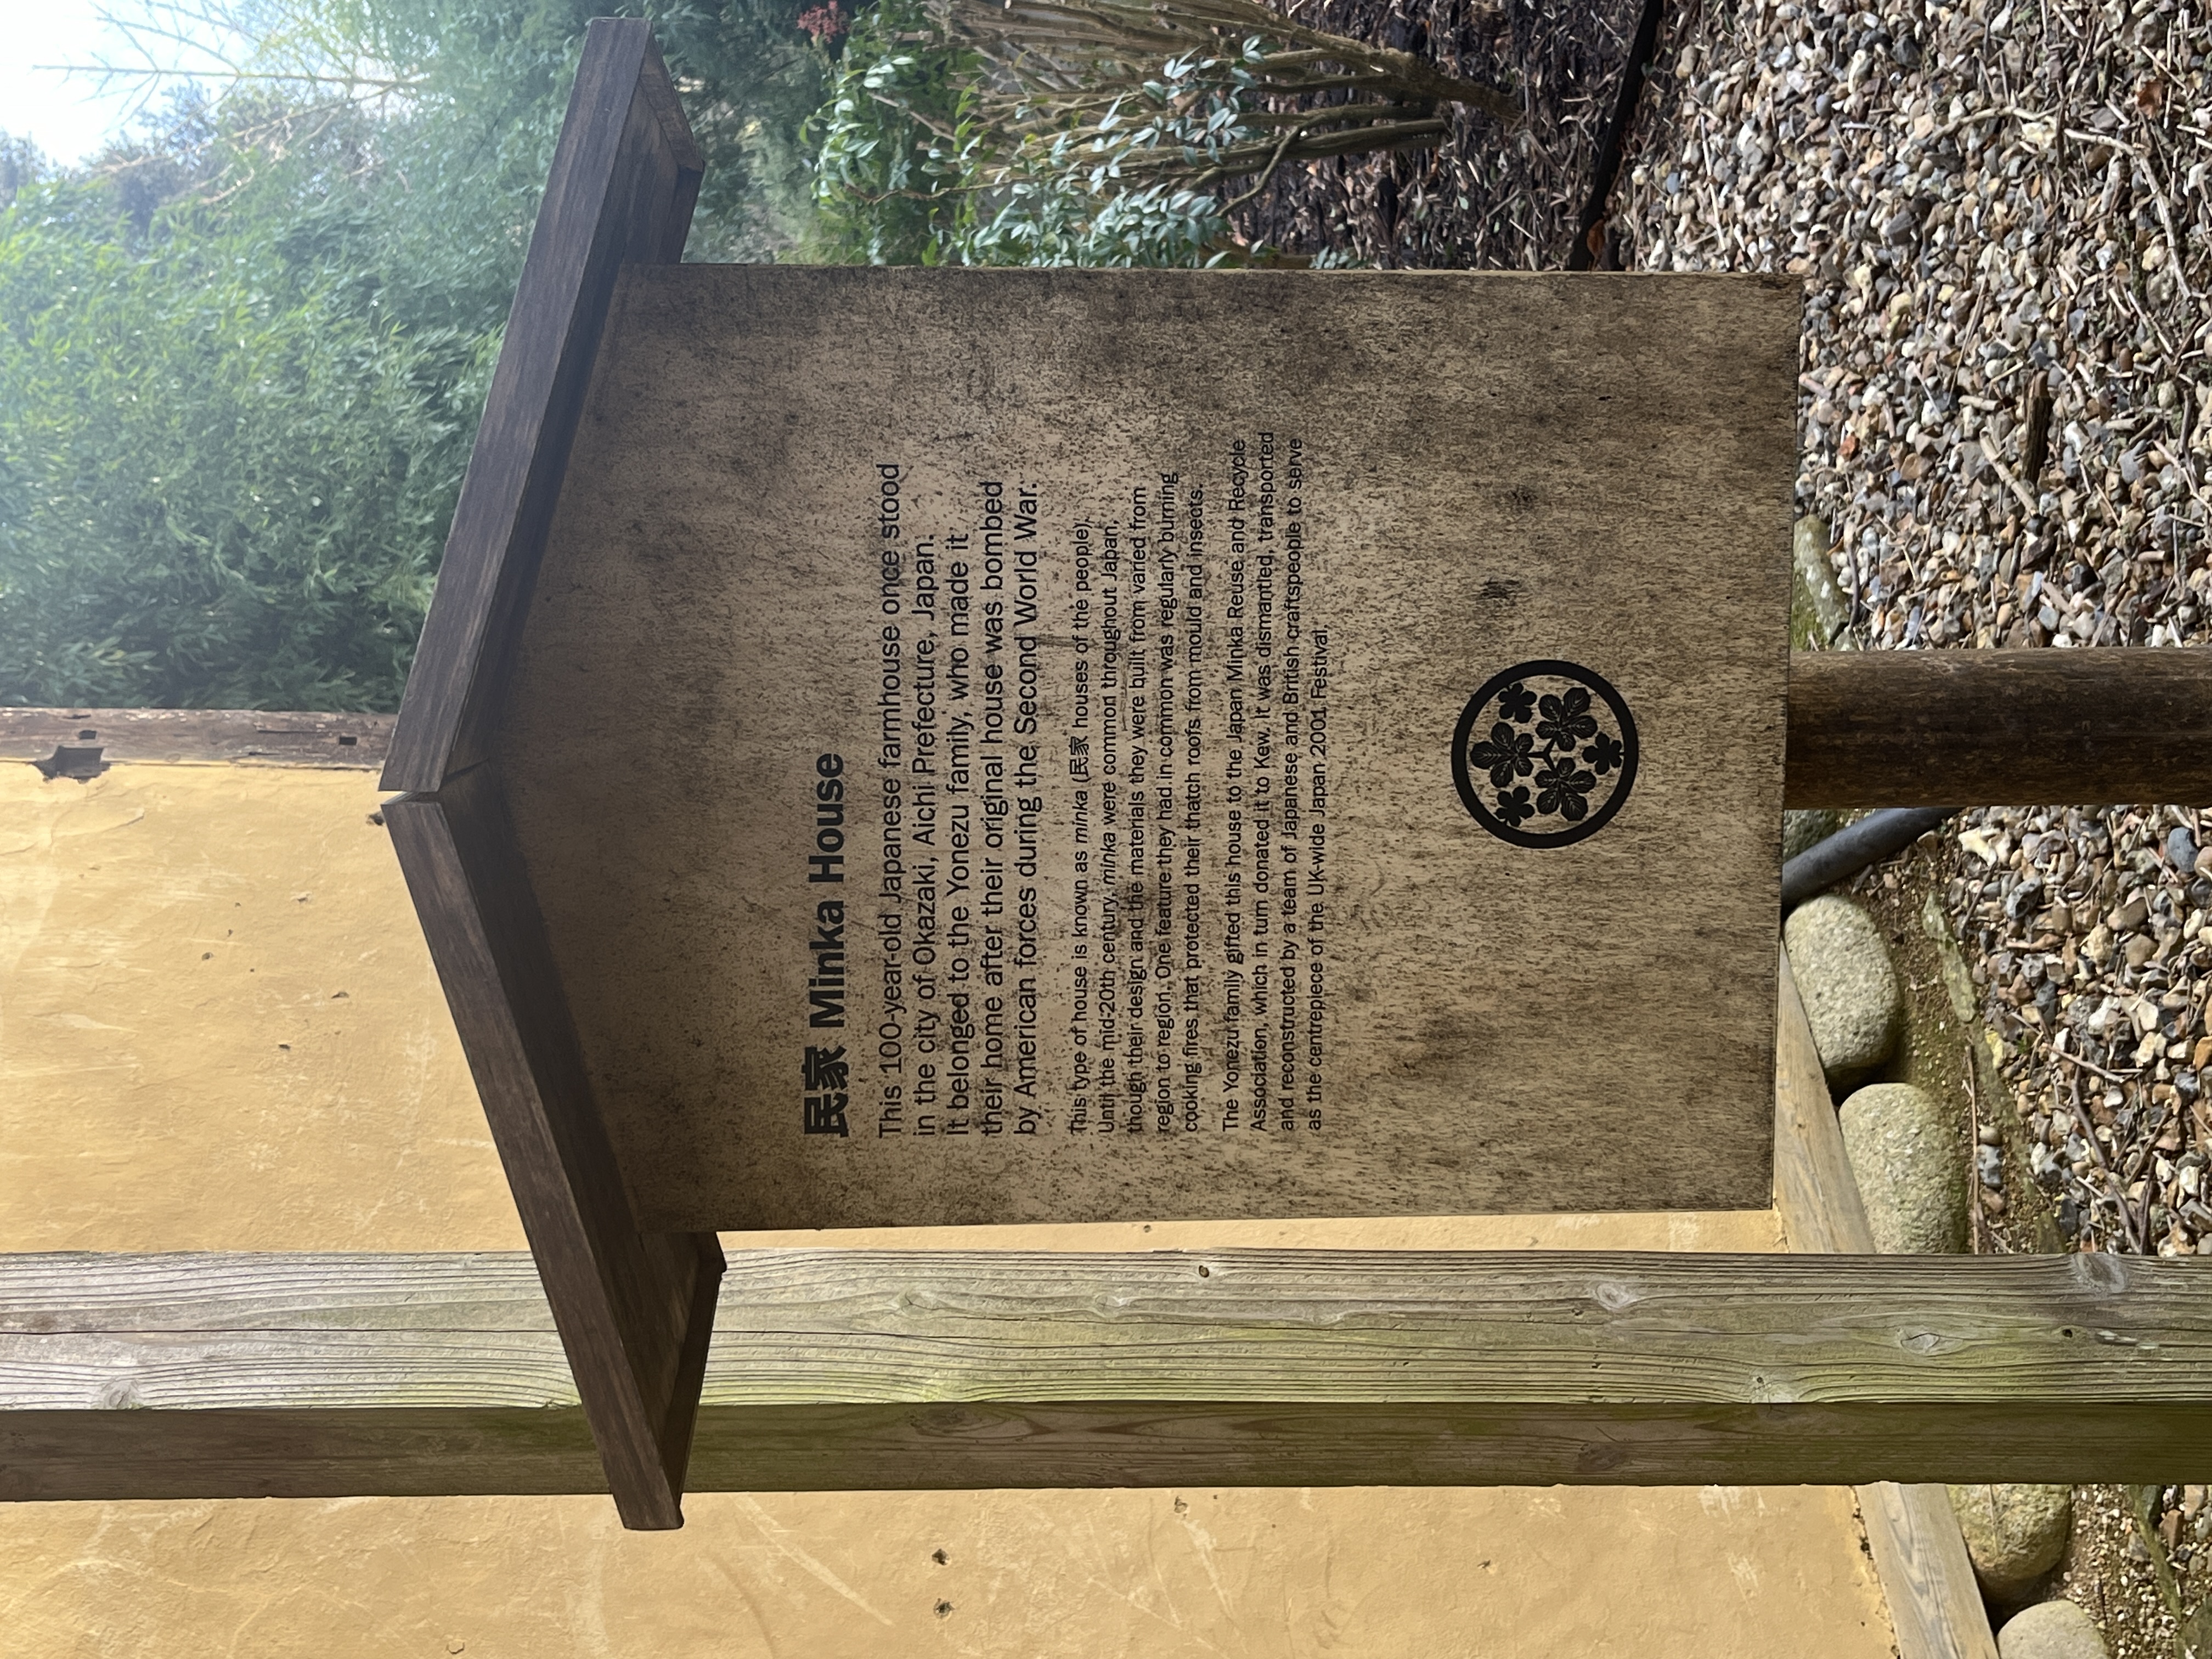 民家 Minka House
This 100-year-old Japanese farmhouse once stood
in the city of Okazaki, Aichi Prefecture, Japan.
It belonged to the Yonezu family, who made it
their home after their original house was bombed
by American forces during the Second World War.
This type of house is known as minka (民家 houses of the people).
Until the mid-20th century, minka were common throughout Japan,
though their design and the materials they were built from varied from
region to region. One feature they had in common was regularly burning
cooking fires that protected their thatch roofs from mould and insects.
The Yonezu family gifted this house to the Japan Minka Reuse and Recycle
Association, which in turn donated it to Kew. It was dismantled, transported
and reconstructed by a team of Japanese and British craftspeople to serve
as the centrepiece of the UK-wide Japan 2001 Festival.